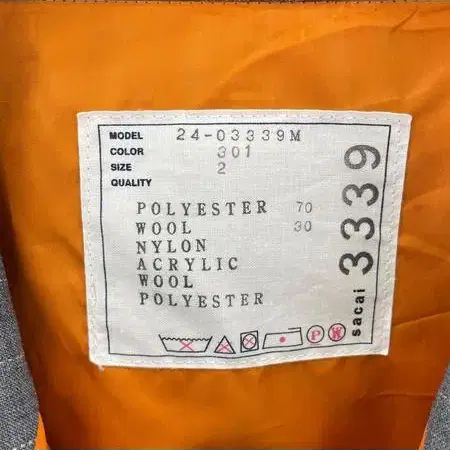 MODEL 24-03339M
COLOR 301
SIZE 2
QUALITY
POLYESTER 70
WOOL 30
NYLON
ACRYLIC
WOOL
POLYESTER
P W
sacai 3339